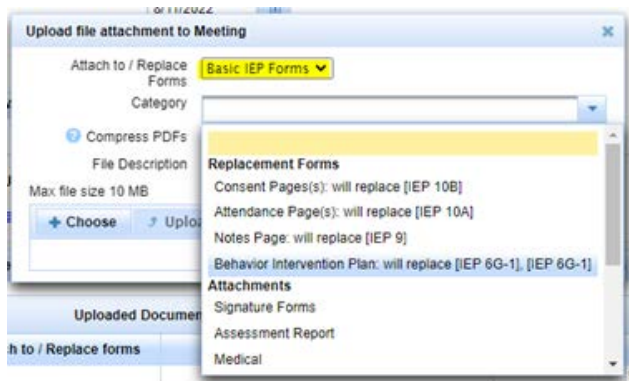 8/11/2022
Upload file attachment to Meeting
Attach to / Replace Forms
Basic IEP Forms
Category
Compress PDFs
File Description
Max file size 10 MB
Choose
Replacement Forms
Consent Pages(s): will replace [IEP 10B]
Attendance Page(s): will replace [IEP 10A]
Notes Page: will replace [IEP 9]
Behavior Intervention Plan: will replace [IEP 6G-1], [IEP 6G-1]
Attachments
Signature Forms
Assessment Report
Medical
Uploaded
h to / Replace forms